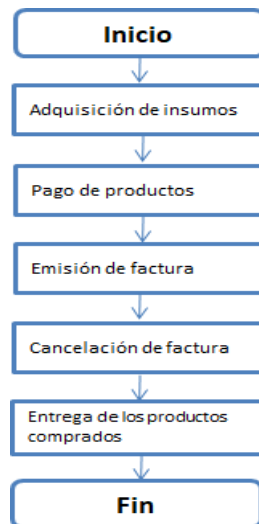 Inicio
Adquisición de insumos
Pago de productos
Emisión de factura
Cancelación de factura
Entrega de los productos
comprados
Fin